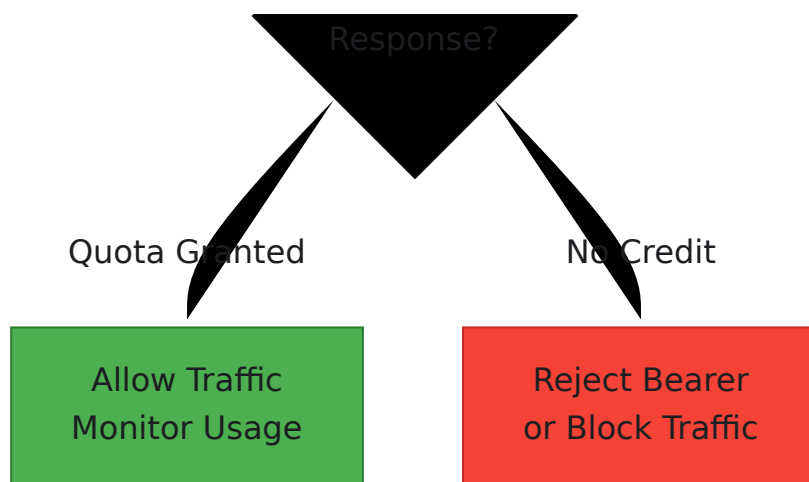 Response?
Quota Granted
No Credit
Allow Traffic
Monitor Usage
Reject Bearer
or Block Traffic